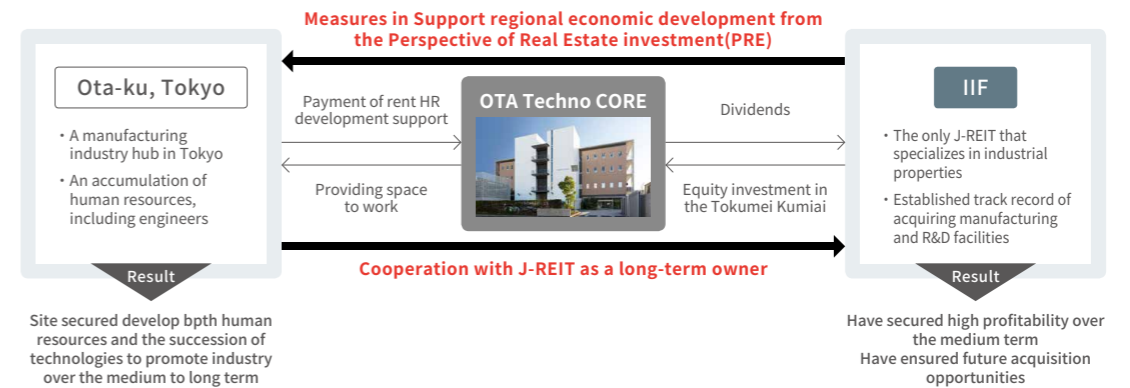 Measures in Support regional economic development from
the Perspective of Real Estate investment(PRE)
Ota-ku, Tokyo
・A manufacturing
industry hub in Tokyo
・An accumulation of
human resources,
including engineers
Result
Site secured develop bpth human
resources and the succession of
technologies to promote industry
over the medium to long term
Payment of rent HR
development support
Providing space
to work
OTA Techno CORE
Dividends
Equity investment in
the Tokumei Kumiai
Cooperation with J-REIT as a long-term owner
IIF
・The only J-REIT that
specializes in industrial
properties
・Established track record of
acquiring manufacturing
and R&D facilities
Result
Have secured high profitability over
the medium term
Have ensured future acquisition
opportunities